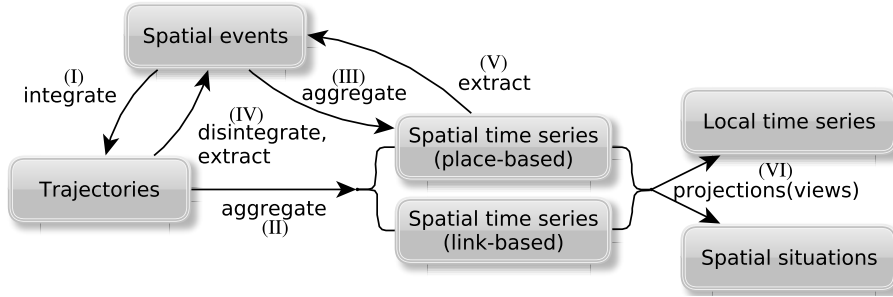 Spatial events
(I)
integrate
(IV)
disintegrate,
extract
(III)
aggregate
(V)
extract
Trajectories
aggregate
(II)
Spatial time series
(place-based)
Spatial time series
(link-based)
Local time series
(VI)
projections(views)
Spatial situations